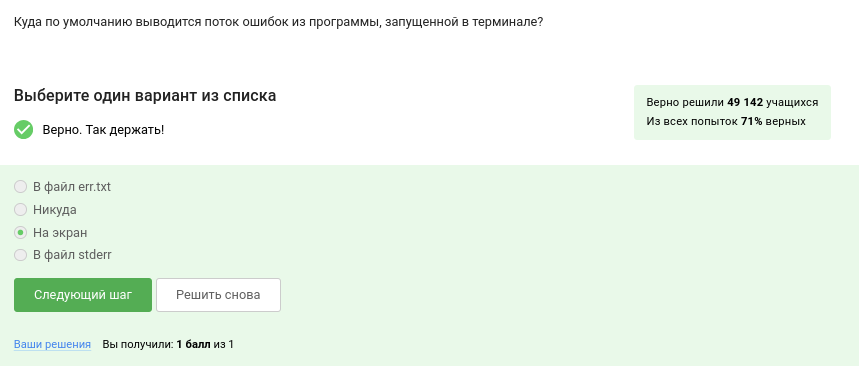 Куда по умолчанию выводится поток ошибок из программы, запущенной в терминале?
Выберите один вариант из списка
Верно решили 49 142 учащихся
Из всех попыток 71% верных
Верно. Так держать!
В файл err.txt
Никуда
На экран
В файл stderr
Следующий шаг
Решить снова
Ваши решения Вы получили: 1 балл из 1